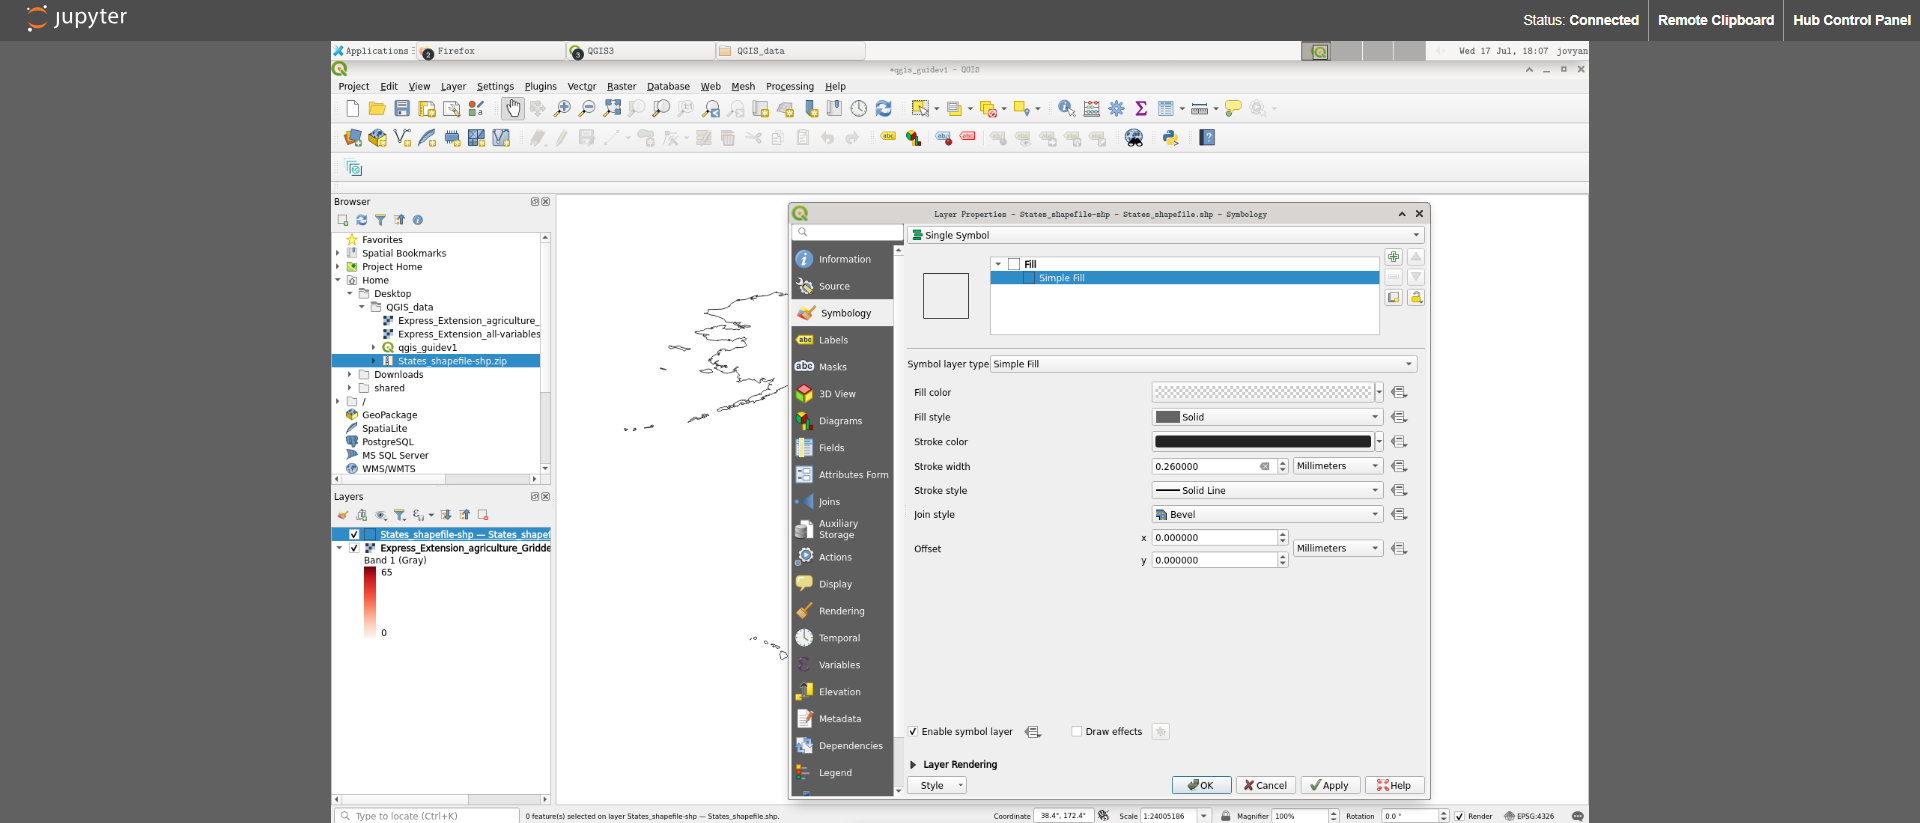 jupyter
Status: Connected
Remote Clipboard
Hub Control Panel
Applications
2 Firefox
3 QGIS3
QGIS_data
Wed 17 Jul, 18:07 jovyan
*qgis_guidev1 - QGIS
Project Edit View Layer Settings Plugins Vector Raster Database Web Mesh Processing Help
Browser
Favorites
Spatial Bookmarks
Project Home
Home
Desktop
QGIS_data
Express_Extension_agriculture_
Express_Extension_all-variables
qgis_guidev1
States_shapefile-shp.zip
Downloads
shared
/
GeoPackage
SpatiaLite
PostgreSQL
MS SQL Server
WMS/WMTS
Layers
States_shapefile-shp — States_shapef
Express_Extension_agriculture_Gridde
Band 1 (Gray)
65
0
Layer Properties - States_shapefile-shp - States_shapefile.shp - Symbology
Information
Source
Symbology
abc Labels
abc Masks
3D View
Diagrams
Fields
Attributes Form
Joins
Auxiliary
Storage
Actions
Display
Rendering
Temporal
Variables
Elevation
Metadata
Dependencies
Legend
Single Symbol
Fill
Simple Fill
Symbol layer type Simple Fill
Fill color
Fill style Solid
Stroke color
Stroke width 0.260000 Millimeters
Stroke style Solid Line
Join style Bevel
Offset x 0.000000 Millimeters
y 0.000000
Enable symbol layer Draw effects
Layer Rendering
Style OK Cancel Apply Help
Type to locate (Ctrl+K)
0 feature(s) selected on layer States_shapefile-shp — States_shapefile.shp.
Coordinate 38.4°, 172.4°
Scale 1:24005186
Magnifier 100%
Rotation 0.0 °
Render
EPSG:4326